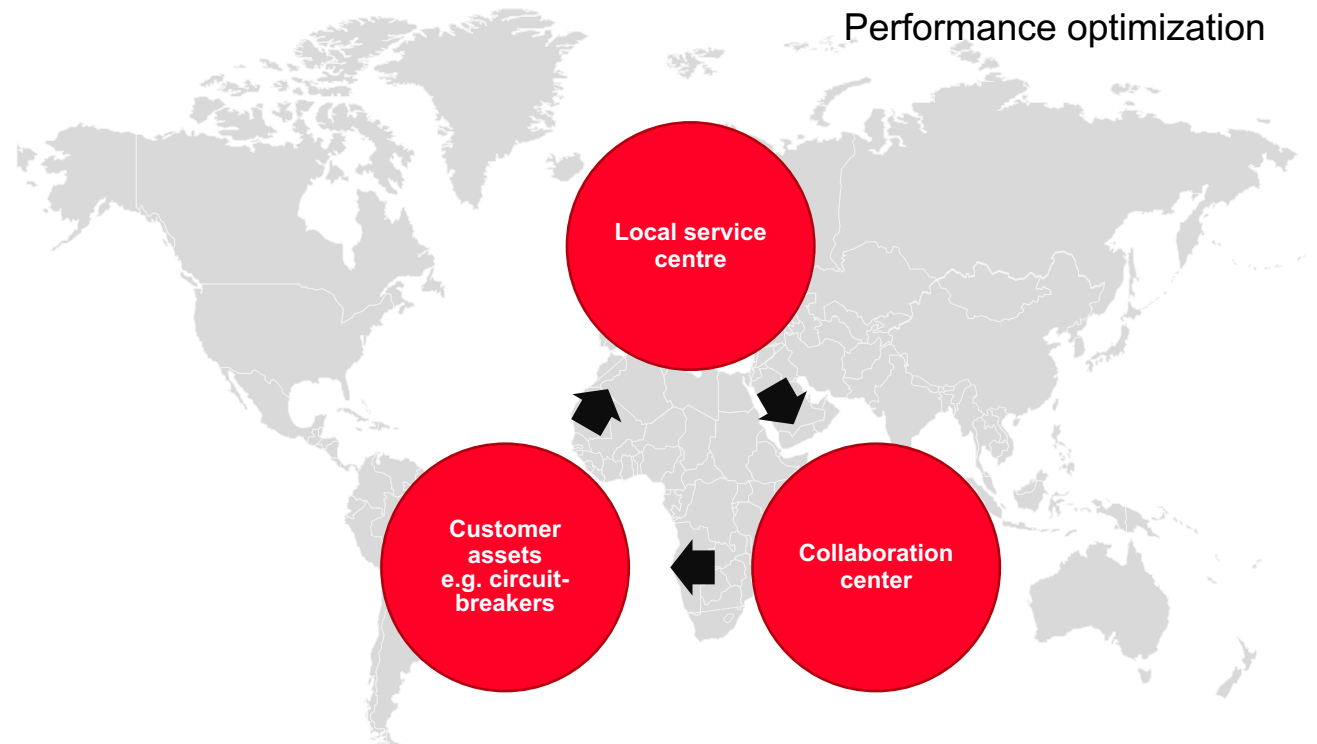 Performance optimization
Local service
centre
Customer
assets
e.g. circuit-
breakers
Collaboration
center